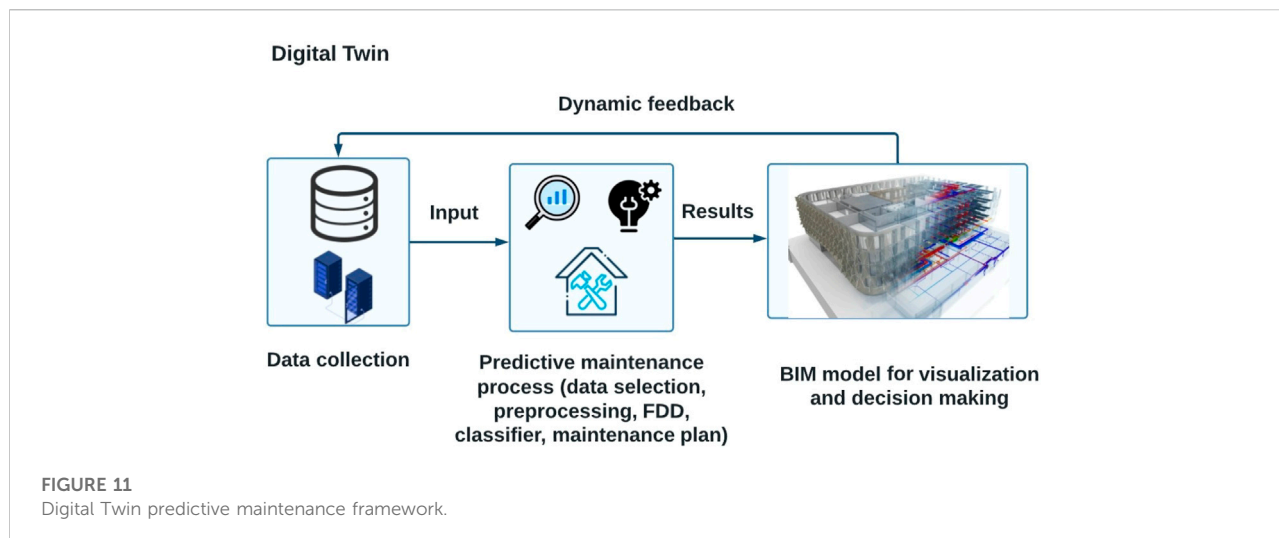 Digital Twin
Dynamic feedback
Input
Results
Data collection
Predictive maintenance
process (data selection,
preprocessing, FDD,
classifier, maintenance plan)
BIM model for visualization
and decision making
FIGURE 11
Digital Twin predictive maintenance framework.